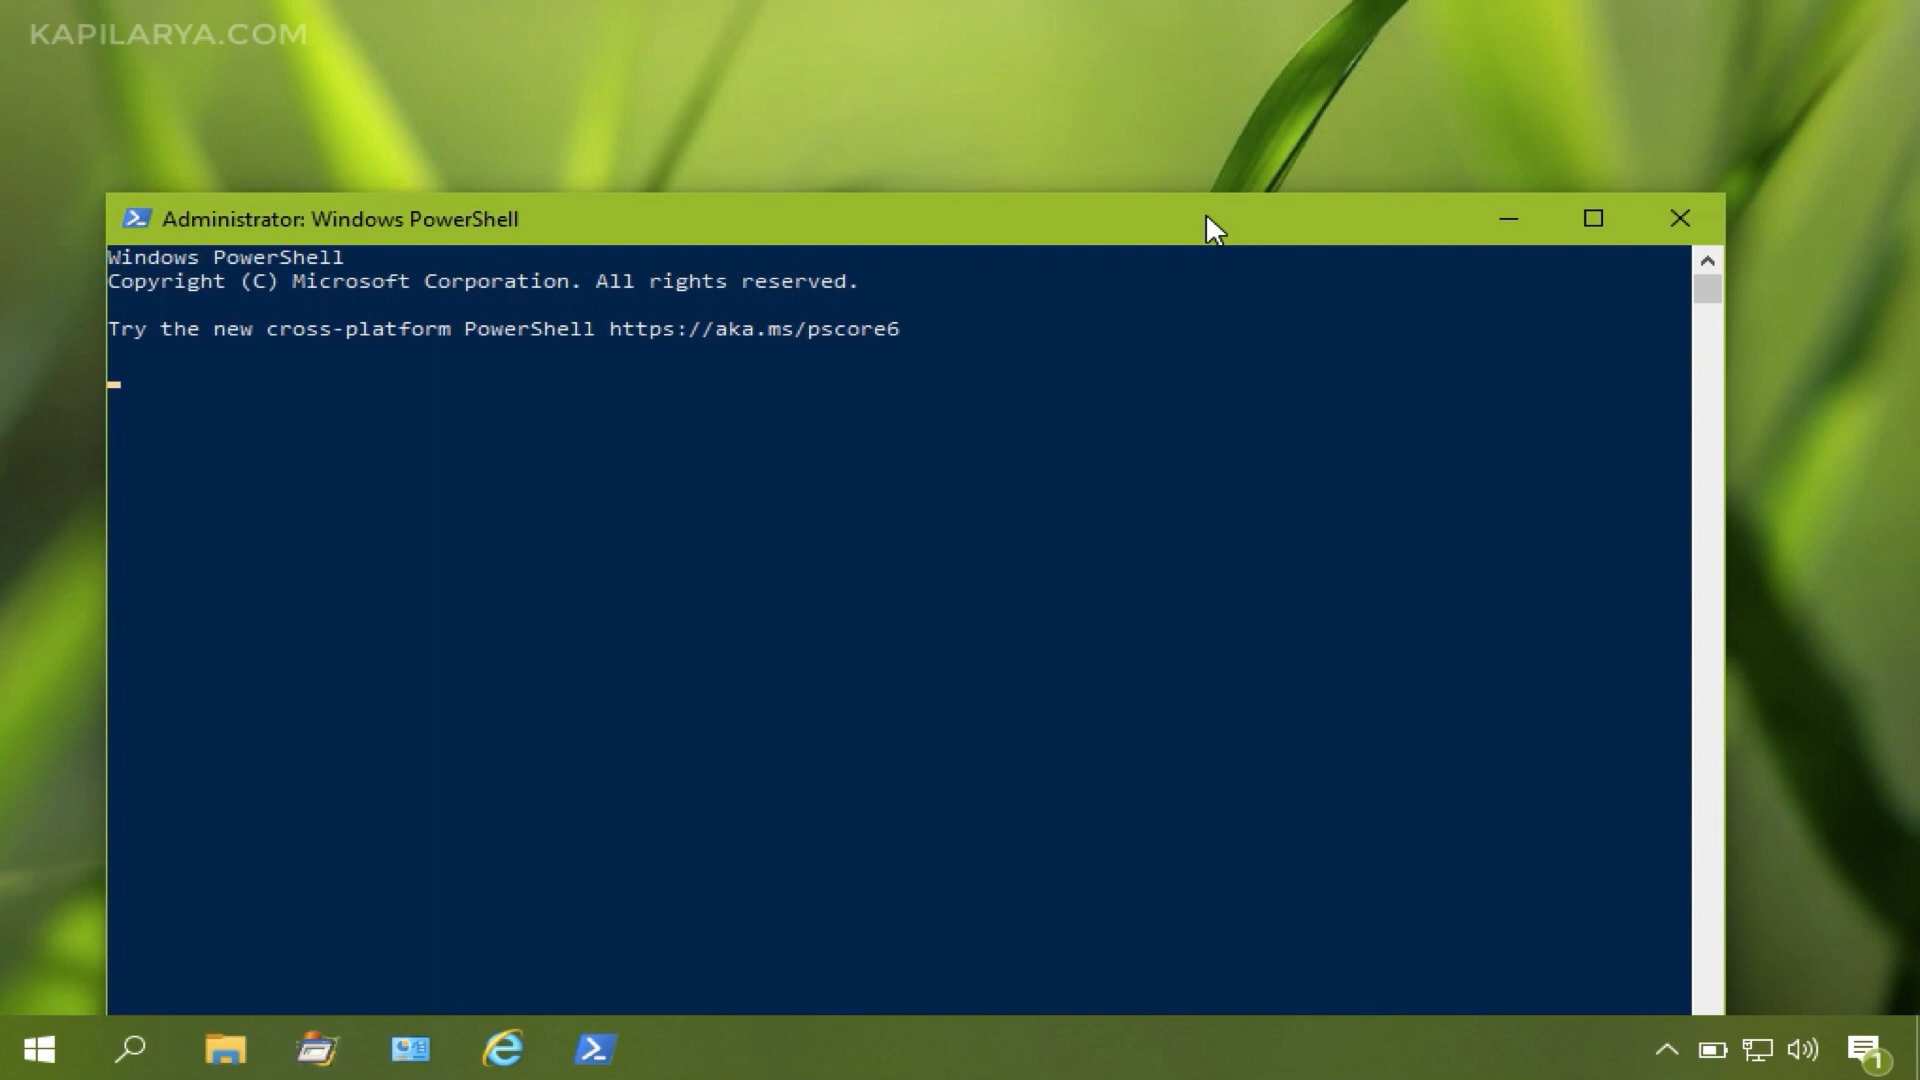 KAPILARYA.COM
Administrator: Windows PowerShell
Windows PowerShell
Copyright (C) Microsoft Corporation. All rights reserved.
Try the new cross-platform PowerShell https://aka.ms/pscore6
1